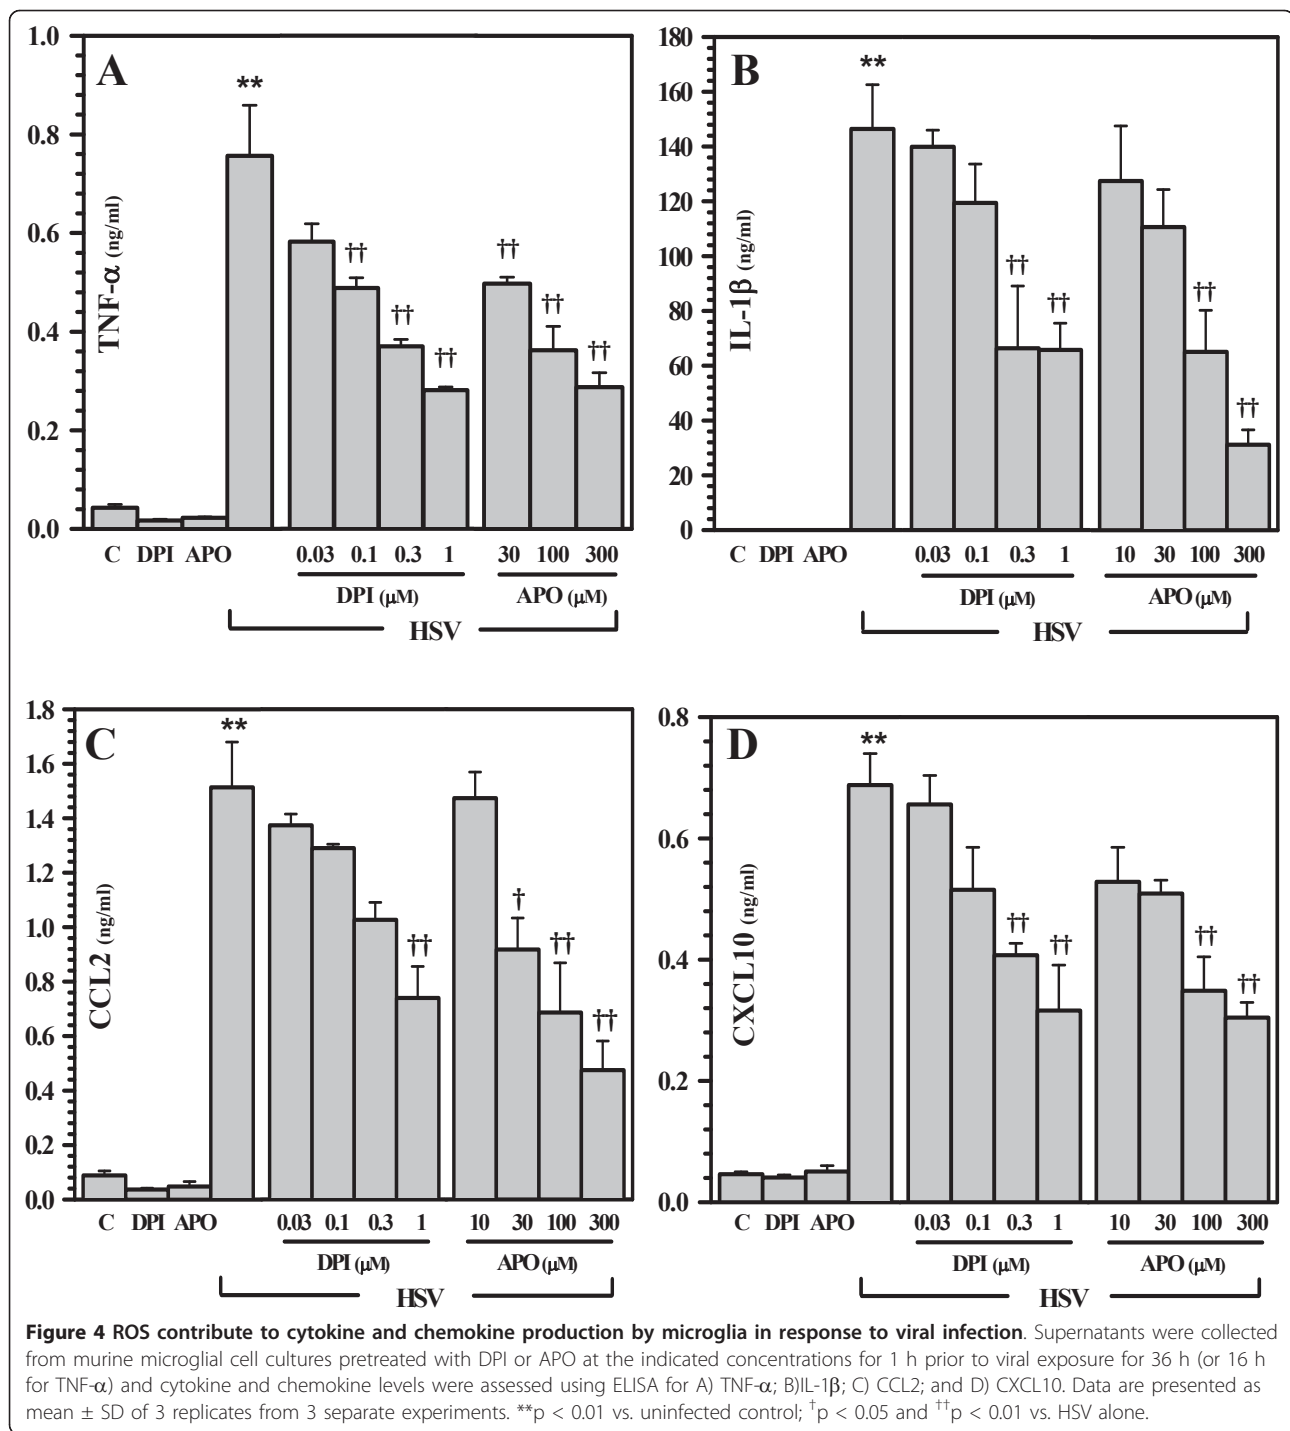 A
TNF-α (ng/ml)
1.0
0.8
0.6
0.4
0.2
0.0
**
††
††
††
††
††
††
C DPI APO 0.03 0.1 0.3 1 30 100 300
DPI (μM) APO (μM)
HSV
B
IL-1β (ng/ml)
180
160
140
120
100
80
60
40
20
0
**
††
††
††
††
C DPI APO 0.03 0.1 0.3 1 10 30 100 300
DPI (μM) APO (μM)
HSV
C
CCL2 (ng/ml)
1.8
1.6
1.4
1.2
1.0
0.8
0.6
0.4
0.2
0.0
**
††
†
††
††
C DPI APO 0.03 0.1 0.3 1 10 30 100 300
DPI (μM) APO (μM)
HSV
D
CXCL10 (ng/ml)
0.8
0.6
0.4
0.2
0.0
**
††
††
††
††
C DPI APO 0.03 0.1 0.3 1 10 30 100 300
DPI (μM) APO (μM)
HSV
Figure 4 ROS contribute to cytokine and chemokine production by microglia in response to viral infection. Supernatants were collected
from murine microglial cell cultures pretreated with DPI or APO at the indicated concentrations for 1 h prior to viral exposure for 36 h (or 16 h
for TNF-α) and cytokine and chemokine levels were assessed using ELISA for A) TNF-α; B)IL-1β; C) CCL2; and D) CXCL10. Data are presented as
mean ± SD of 3 replicates from 3 separate experiments. **p < 0.01 vs. uninfected control; †p < 0.05 and ††p < 0.01 vs. HSV alone.